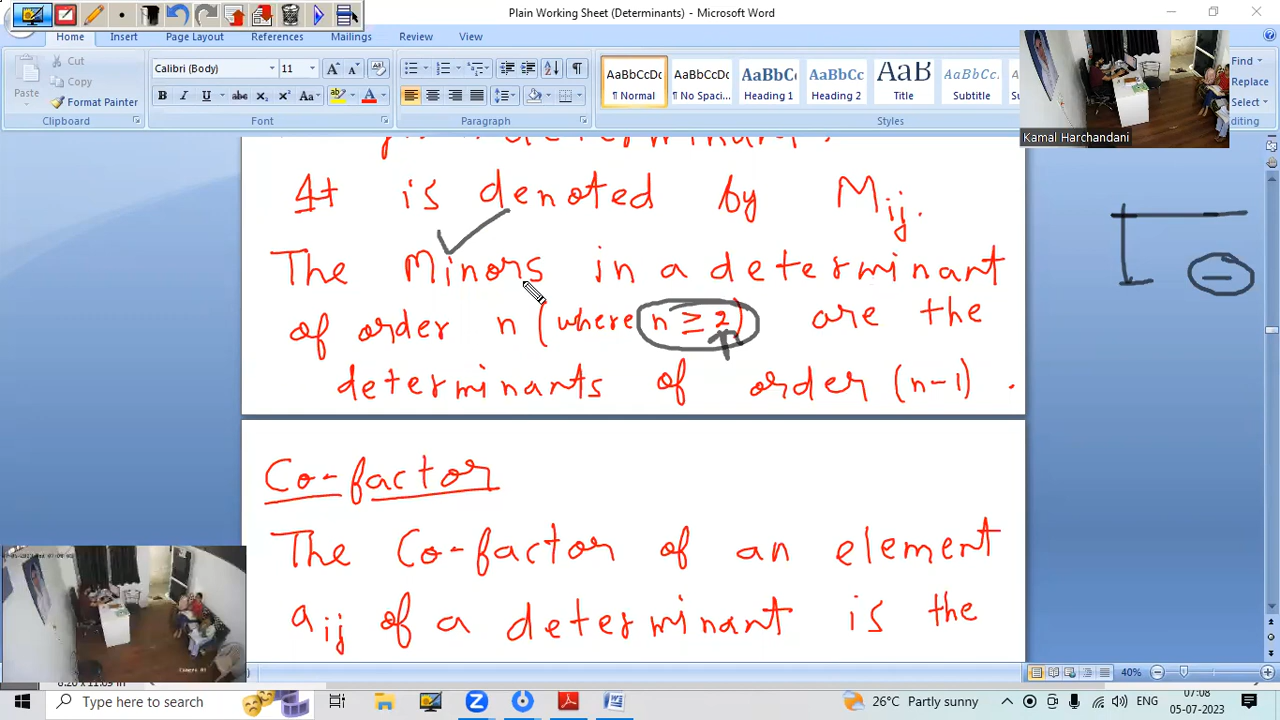 Plain Working Sheet (Determinants) - Microsoft Word
Home Insert Page Layout References Mailings Review View
Cut
Copy
Paste
Format Painter
Calibri (Body) 11
AaBbCcDc AaBbCcDc AaBbC AaBbCc AaB AaBbCc.
¶ Normal ¶ No Spaci... Heading 1 Heading 2 Title Subtitle
Find
Replace
Select
Clipboard Font Paragraph Styles
Kamal Harchandani
It is denoted by Mij.
The Minors in a determinant
of order n (where n ≥ 2) are the
determinants of order (n-1).
Co-factor
The Co-factor of an element
aij of a determinant is the
40%
Type here to search
26°C Partly sunny
ENG
07:08
05-07-2023